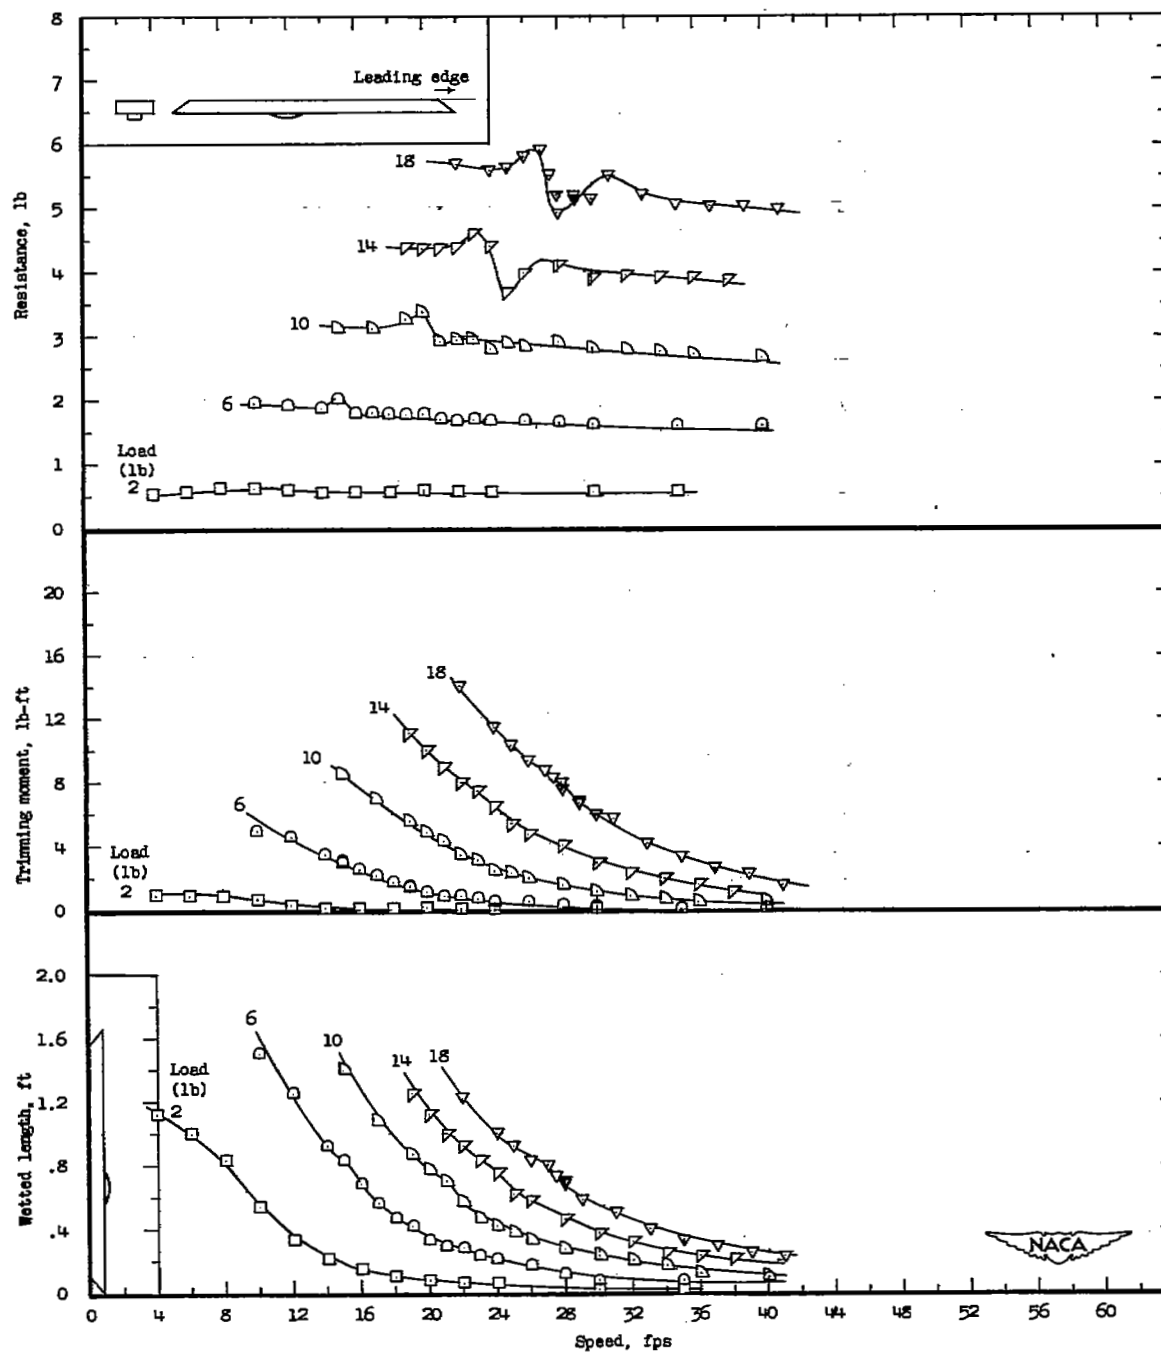 8
7
Leading edge
6
18
5
14
4
Resistance, lb
10
3
2
6
Load
(lb)
1
2
0
20
16
18
14
12
Trimming moment, lb-ft
10
8
6
4
Load
(lb)
2
0
2.0
6
1.6
10
14
18
Load
(lb)
1.2
2
Wetted length, ft
.8
.4
NACA
0
0 4 8 12 16 20 24 28 32 36 40 44 48 52 56 60
Speed, fps